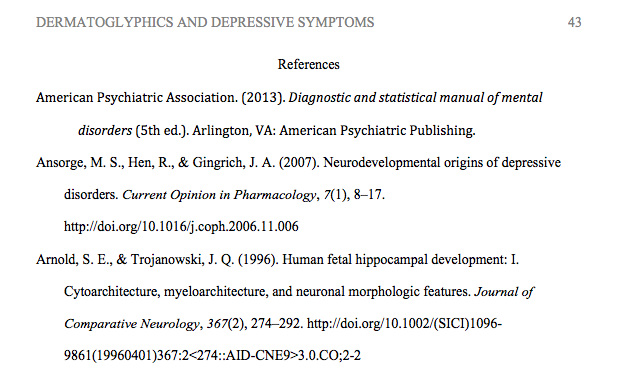 DERMATOGLYPHICS AND DEPRESSIVE SYMPTOMS 43
References
American Psychiatric Association. (2013). Diagnostic and statistical manual of mental
disorders (5th ed.). Arlington, VA: American Psychiatric Publishing.
Ansorge, M. S., Hen, R., & Gingrich, J. A. (2007). Neurodevelopmental origins of depressive
disorders. Current Opinion in Pharmacology, 7(1), 8–17.
http://doi.org/10.1016/j.coph.2006.11.006
Arnold, S. E., & Trojanowski, J. Q. (1996). Human fetal hippocampal development: I.
Cytoarchitecture, myeloarchitecture, and neuronal morphologic features. Journal of
Comparative Neurology, 367(2), 274–292. http://doi.org/10.1002/(SICI)1096-
9861(19960401)367:2<274::AID-CNE9>3.0.CO;2-2